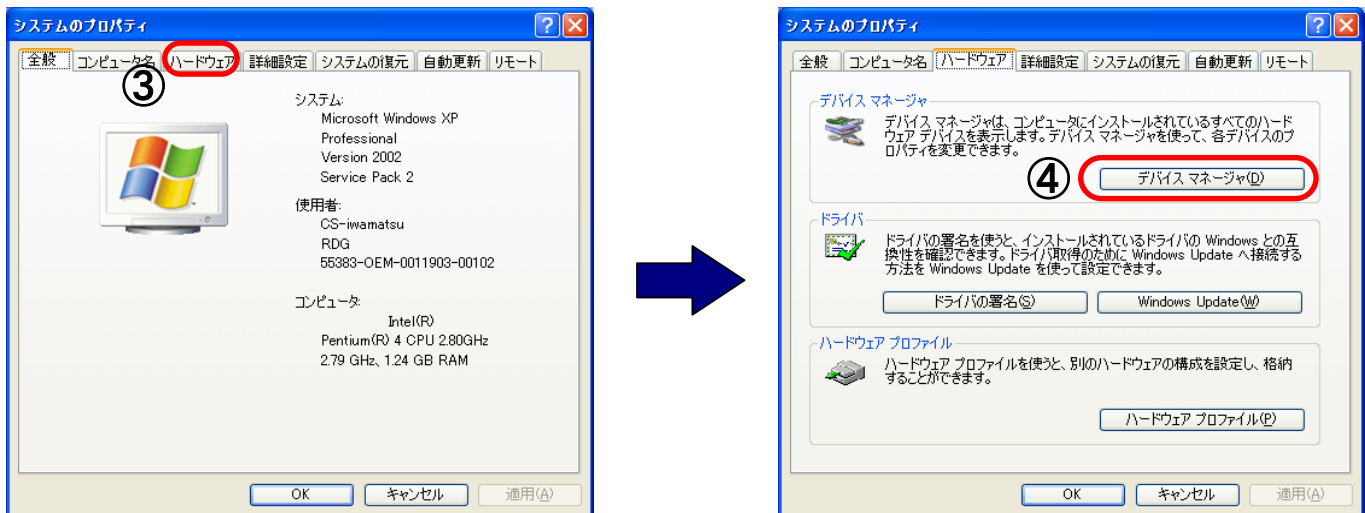 システムのプロパティ
全般 コンピュータ名 ハードウェア 詳細設定 システムの復元 自動更新 リモート
③
システム:
Microsoft Windows XP
Professional
Version 2002
Service Pack 2
使用者:
CS-iwamatsu
RDG
55383-OEM-0011903-00102
コンピュータ:
Intel(R)
Pentium(R) 4 CPU 2.80GHz
2.79 GHz、1.24 GB RAM
OK キャンセル 適用(A)
システムのプロパティ
全般 コンピュータ名 ハードウェア 詳細設定 システムの復元 自動更新 リモート
デバイス マネージャ
デバイス マネージャは、コンピュータにインストールされているすべてのハード
ウェア デバイスを表示します。デバイス マネージャを使って、各デバイスのプ
ロパティを変更できます。
④ デバイス マネージャ(D)
ドライバ
ドライバの署名を使うと、インストールされているドライバの Windows との互
換性を確認できます。ドライバ取得のために Windows Update へ接続する
方法を Windows Update を使って設定できます。
ドライバの署名(S) Windows Update(W)
ハードウェア プロファイル
ハードウェア プロファイルを使うと、別のハードウェアの構成を設定し、格納
することができます。
ハードウェア プロファイル(P)
OK キャンセル 適用(A)